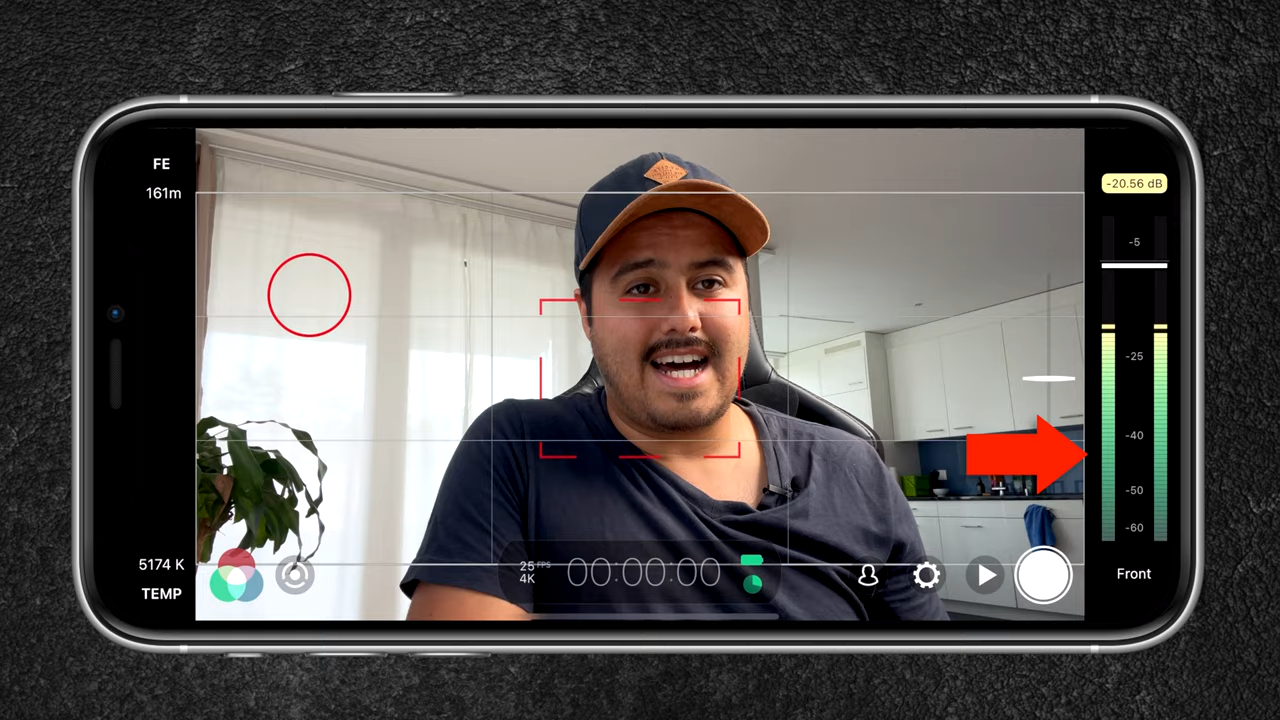 FE
161m
-20.56 dB
-5
-25
-40
-50
-60
5174 K
TEMP
25 FPS
4K
00:00:00
Front